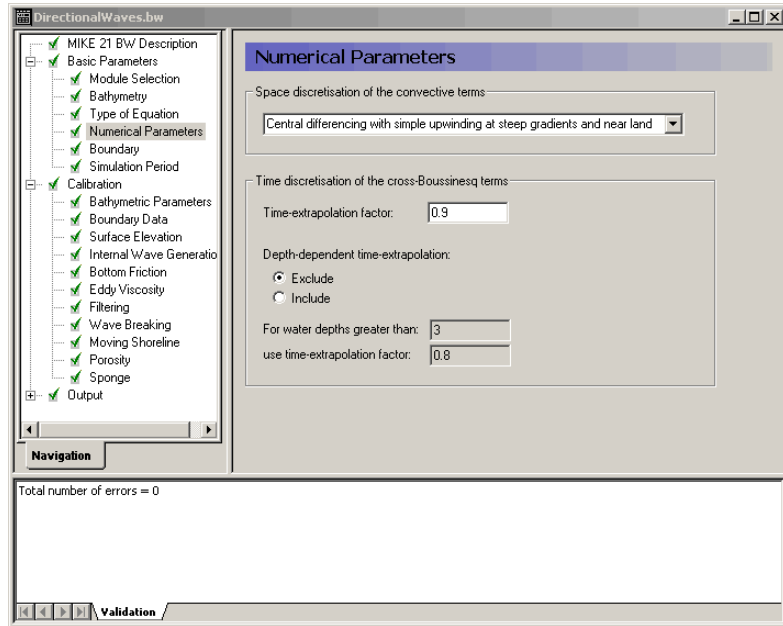 DirectionalWaves.bw
MIKE 21 BW Description
Basic Parameters
Module Selection
Bathymetry
Type of Equation
Numerical Parameters
Boundary
Simulation Period
Calibration
Bathymetric Parameters
Boundary Data
Surface Elevation
Internal Wave Generatio
Bottom Friction
Eddy Viscosity
Filtering
Wave Breaking
Moving Shoreline
Porosity
Sponge
Output
Navigation
Numerical Parameters
Space discretisation of the convective terms
Central differencing with simple upwinding at steep gradients and near land
Time discretisation of the cross-Boussinesq terms
Time-extrapolation factor: 0.9
Depth-dependent time-extrapolation:
Exclude
Include
For water depths greater than: 3
use time-extrapolation factor: 0.8
Total number of errors = 0
Validation